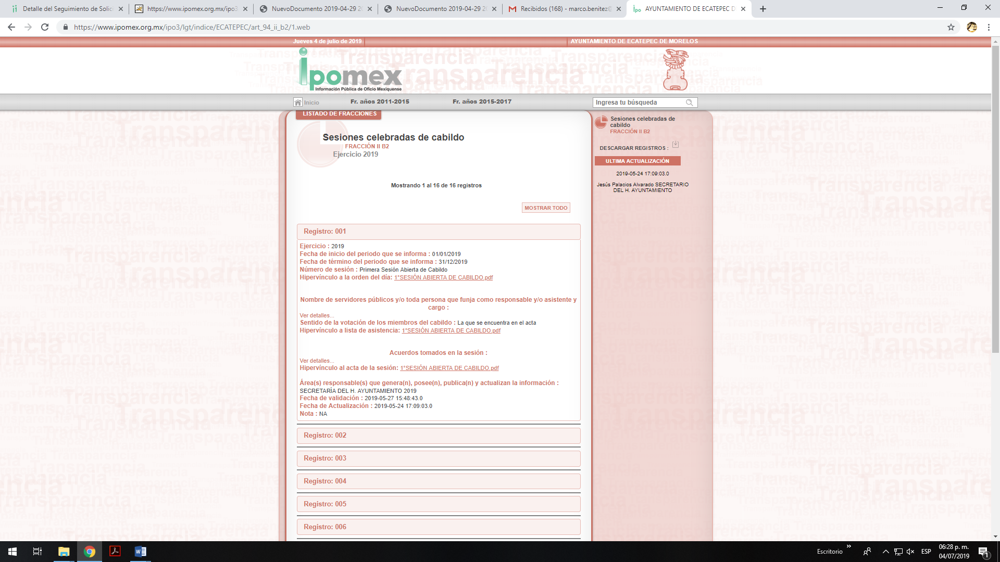 Detalle del Seguimiento de Solici
https://www.ipomex.org.mx/ipo3
NuevoDocumento 2019-04-29 20
NuevoDocumento 2019-04-29 20
Recibidos (168) - marco.benitez@
AYUNTAMIENTO DE ECATEPEC D
https://www.ipomex.org.mx/ipo3/lgt/indice/ECATEPEC/art_94_ii_b2/1.web
Jueves 4 de julio de 2019
AYUNTAMIENTO DE ECATEPEC DE MORELOS
Transparencia
ipomex
Información Pública de Oficio Mexiquense
Inicio
Fr. años 2011-2015
Fr. años 2015-2017
Ingresa tu búsqueda
LISTADO DE FRACCIONES
Sesiones celebradas de cabildo
FRACCIÓN II B2
Ejercicio 2019
Mostrando 1 al 16 de 16 registros
MOSTRAR TODO
Registro: 001
Ejercicio : 2019
Fecha de inicio del periodo que se informa : 01/01/2019
Fecha de término del periodo que se informa : 31/12/2019
Número de sesión : Primera Sesión Abierta de Cabildo
Hipervínculo a la orden del día: 1°SESIÓN ABIERTA DE CABILDO.pdf
Nombre de servidores públicos y/o toda persona que funja como responsable y/o asistente y
cargo :
Ver detalles...
Sentido de la votación de los miembros del cabildo : La que se encuentra en el acta
Hipervínculo a lista de asistencia: 1°SESIÓN ABIERTA DE CABILDO.pdf
Acuerdos tomados en la sesión :
Ver detalles...
Hipervínculo al acta de la sesión: 1°SESIÓN ABIERTA DE CABILDO.pdf
Área(s) responsable(s) que genera(n), posee(n), publica(n) y actualizan la información :
SECRETARÍA DEL H. AYUNTAMIENTO 2019
Fecha de validación : 2019-05-27 15:48:43.0
Fecha de Actualización : 2019-05-24 17:09:03.0
Nota : NA
Registro: 002
Registro: 003
Registro: 004
Registro: 005
Registro: 006
Sesiones celebradas de
cabildo
FRACCIÓN II B2
DESCARGAR REGISTROS :
ULTIMA ACTUALIZACIÓN
2019-05-24 17:09:03.0
Jesús Palacios Alvarado SECRETARIO
DEL H. AYUNTAMIENTO
Escritorio
ESP
06:28 p. m.
04/07/2019
1